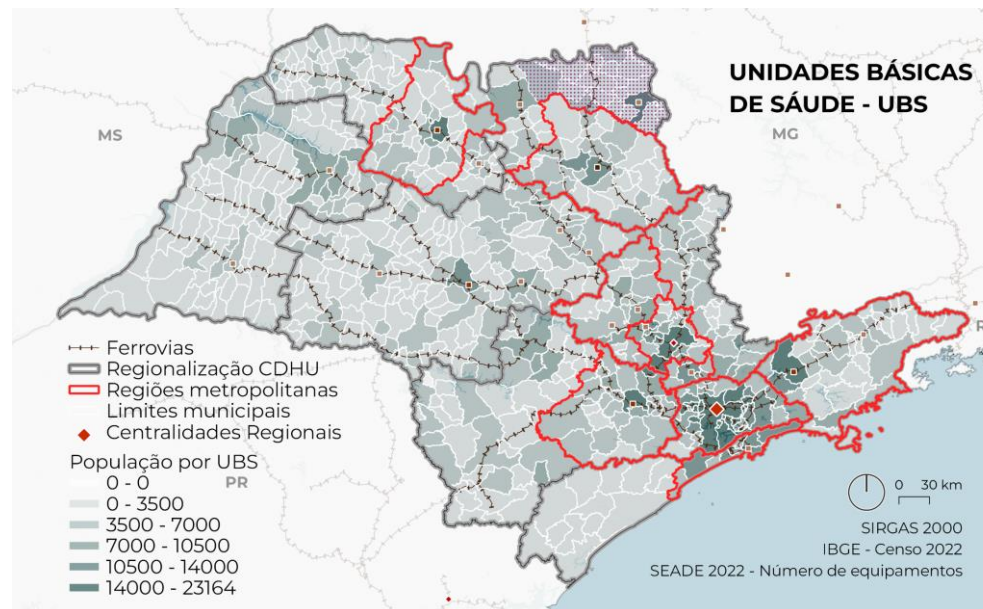 UNIDADES BÁSICAS
DE SÁUDE - UBS
MS
MG
R
Ferrovias
Regionalização CDHU
Regiões metropolitanas
Limites municipais
Centralidades Regionais
População por UBS
PR
0 - 0
0 - 3500
3500 - 7000
7000 - 10500
10500 - 14000
14000 - 23164
0 30 km
SIRGAS 2000
IBGE - Censo 2022
SEADE 2022 - Número de equipamentos